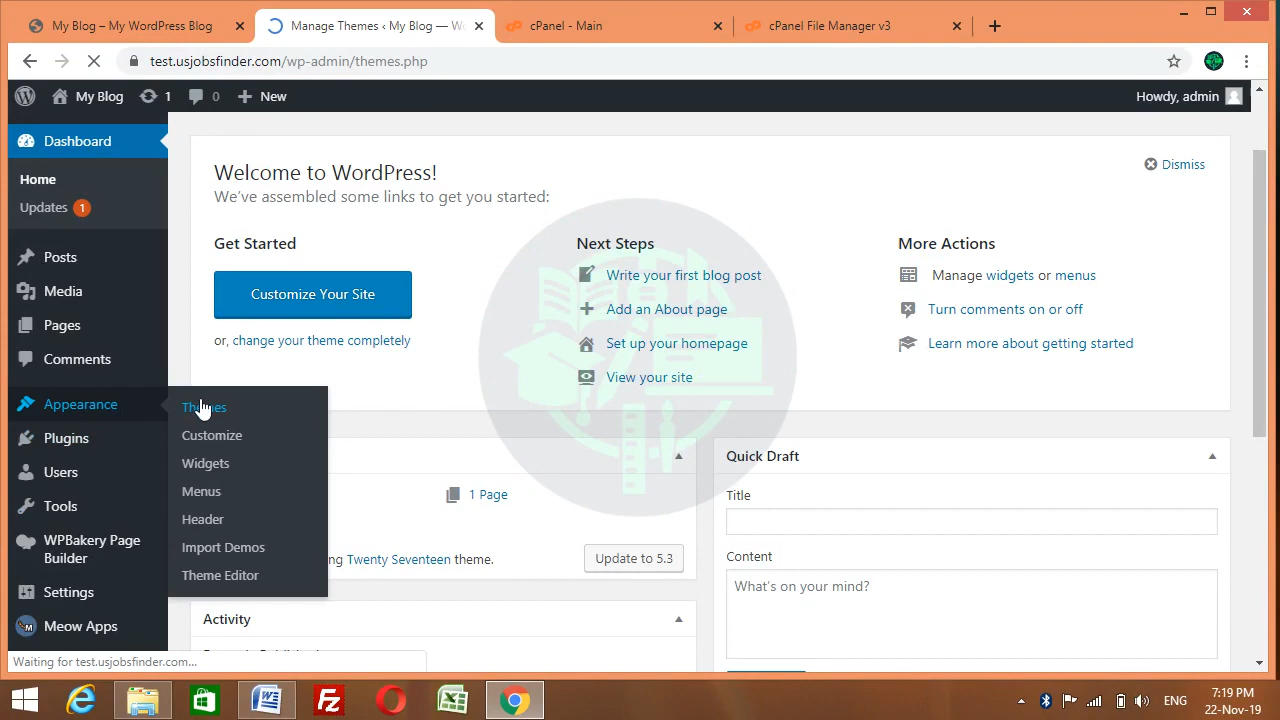 My Blog – My WordPress Blog
Manage Themes ‹ My Blog — Wo
cPanel - Main
cPanel File Manager v3
test.usjobsfinder.com/wp-admin/themes.php
My Blog
1
0
New
Howdy, admin
Dashboard
Home
Updates 1
Posts
Media
Pages
Comments
Appearance
Plugins
Users
Tools
WPBakery Page
Builder
Settings
Meow Apps
Themes
Customize
Widgets
Menus
Header
Import Demos
Theme Editor
Welcome to WordPress!
We've assembled some links to get you started:
Dismiss
Get Started
Customize Your Site
or, change your theme completely
Next Steps
Write your first blog post
Add an About page
Set up your homepage
View your site
More Actions
Manage widgets or menus
Turn comments on or off
Learn more about getting started
1 Page
ng Twenty Seventeen theme.
Update to 5.3
Activity
Quick Draft
Title
Content
What's on your mind?
Waiting for test.usjobsfinder.com...
ENG
7:19 PM
22-Nov-19